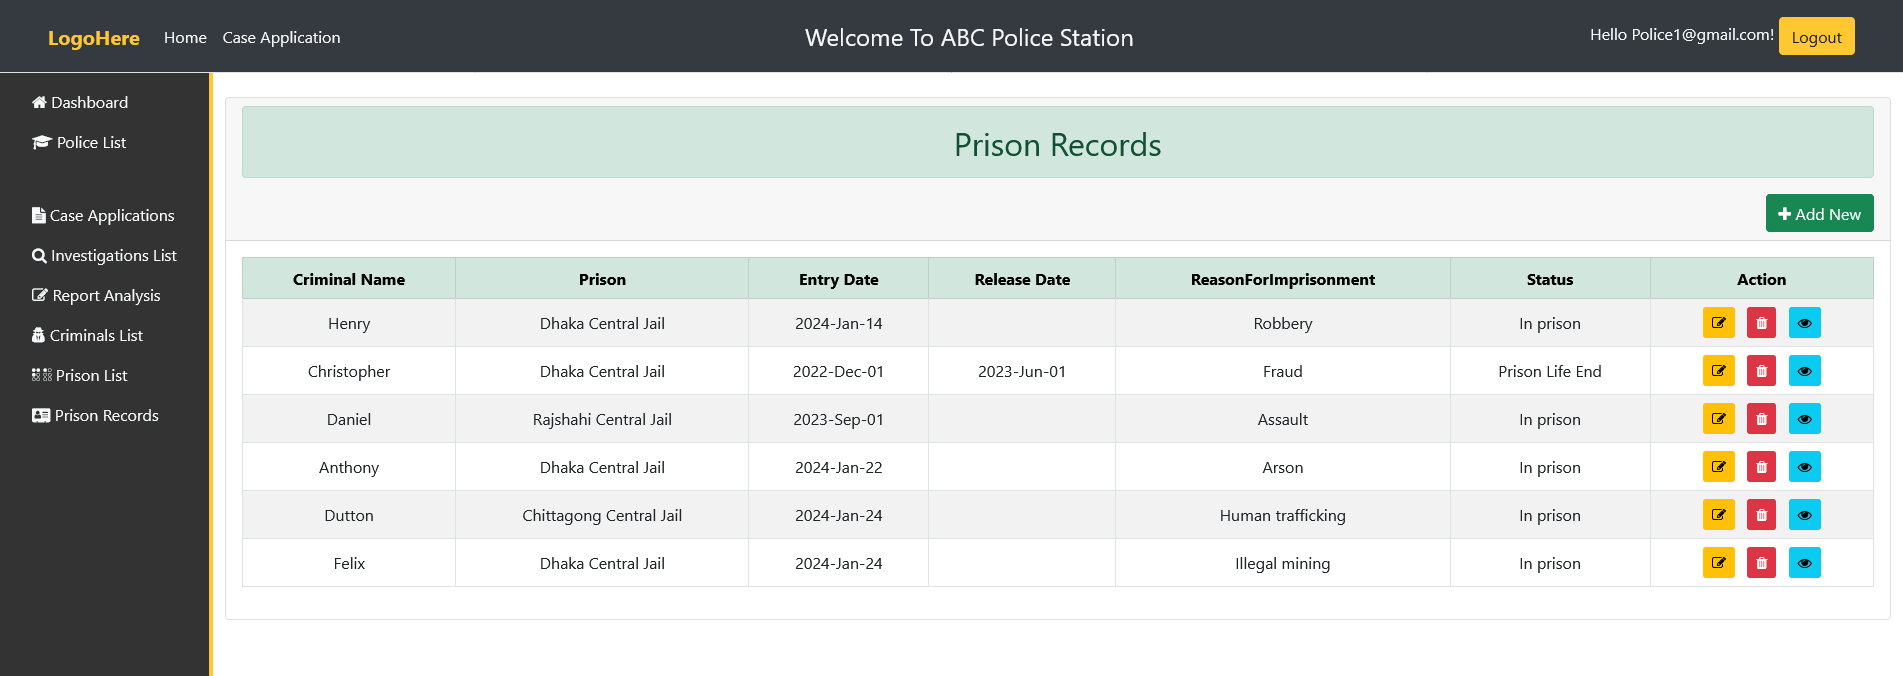 LogoHere Home Case Application Welcome To ABC Police Station Hello Police1@gmail.com! Logout
Dashboard
Police List
Case Applications
Investigations List
Report Analysis
Criminals List
Prison List
Prison Records
Prison Records
Add New
Criminal Name Prison Entry Date Release Date ReasonForImprisonment Status Action
Henry Dhaka Central Jail 2024-Jan-14 Robbery In prison
Christopher Dhaka Central Jail 2022-Dec-01 2023-Jun-01 Fraud Prison Life End
Daniel Rajshahi Central Jail 2023-Sep-01 Assault In prison
Anthony Dhaka Central Jail 2024-Jan-22 Arson In prison
Dutton Chittagong Central Jail 2024-Jan-24 Human trafficking In prison
Felix Dhaka Central Jail 2024-Jan-24 Illegal mining In prison